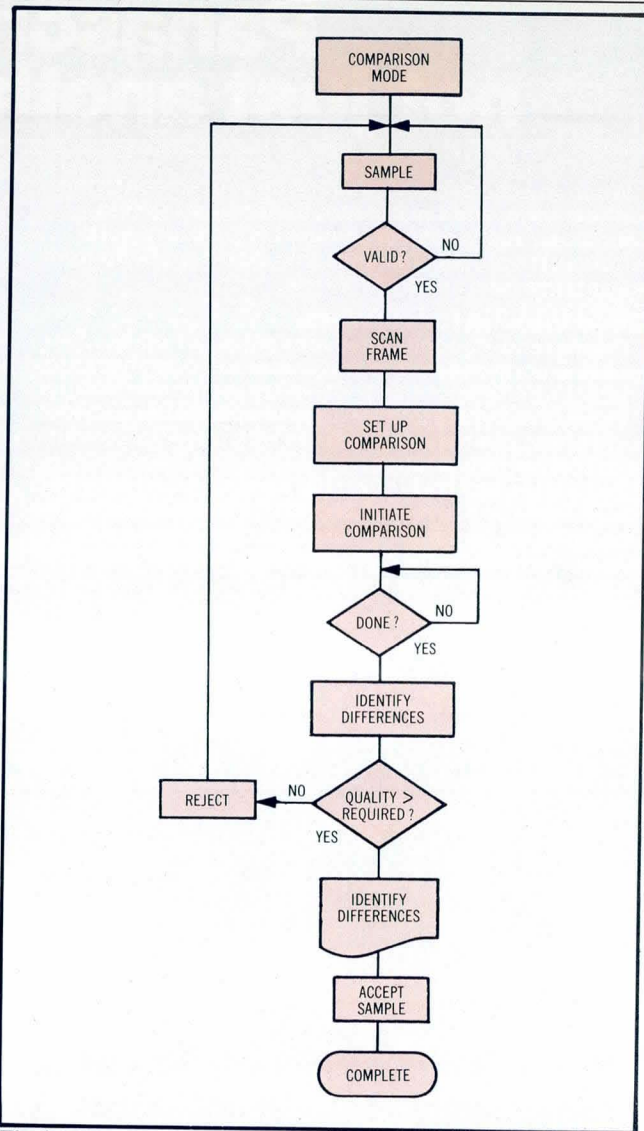 COMPARISON
MODE
SAMPLE
VALID?
NO
YES
SCAN
FRAME
SET UP
COMPARISON
INITIATE
COMPARISON
DONE?
NO
YES
IDENTIFY
DIFFERENCES
REJECT
NO
QUALITY >
REQUIRED?
YES
IDENTIFY
DIFFERENCES
ACCEPT
SAMPLE
COMPLETE